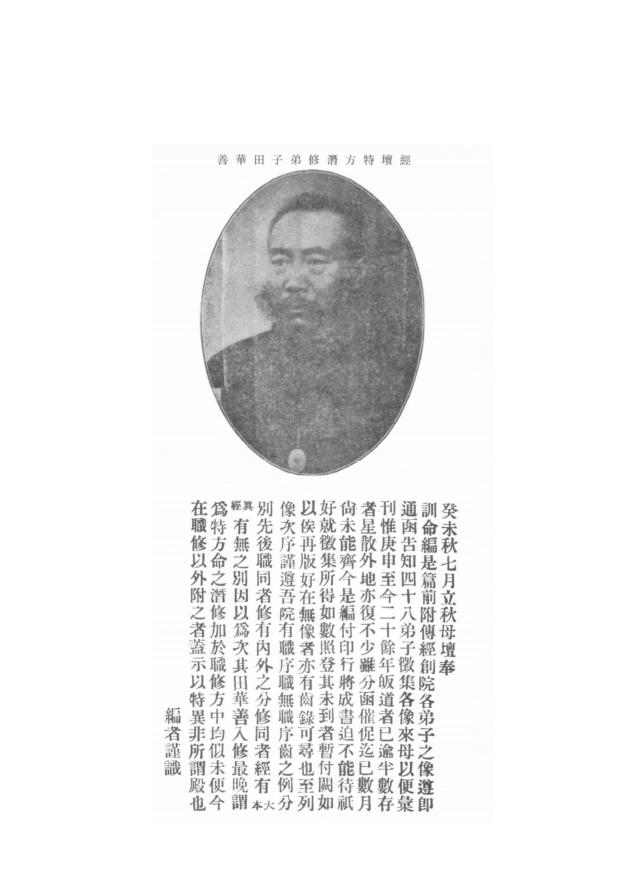 經壇特方潛修弟子田華善
癸未秋七月立秋母壇奉
訓命編是篇前附傳經創院各弟子之像遵即
通函告知四十八弟子徵集各像來母以便彙
刊惟庚申至今二十餘年皈道者已逾半數存
者星散外地亦復不少雖分函催促迄已數月
尙未能齊今是編付印行將成書迫不能待祇
好就徵集所得如數照登其未到者暫付闕如
以俟再版好在無像者亦有齒錄可尋也至列
像次序謹遵吾院有職序職無職序齒之例分
別先後職同者修有內外之分修同者經有大本
眞經有無之別因以爲次其田華善入修最晚謂
爲特方命之潛修加於職修方中均似未便今
在職修以外附之者蓋示以特異非所謂殿也
編者謹識